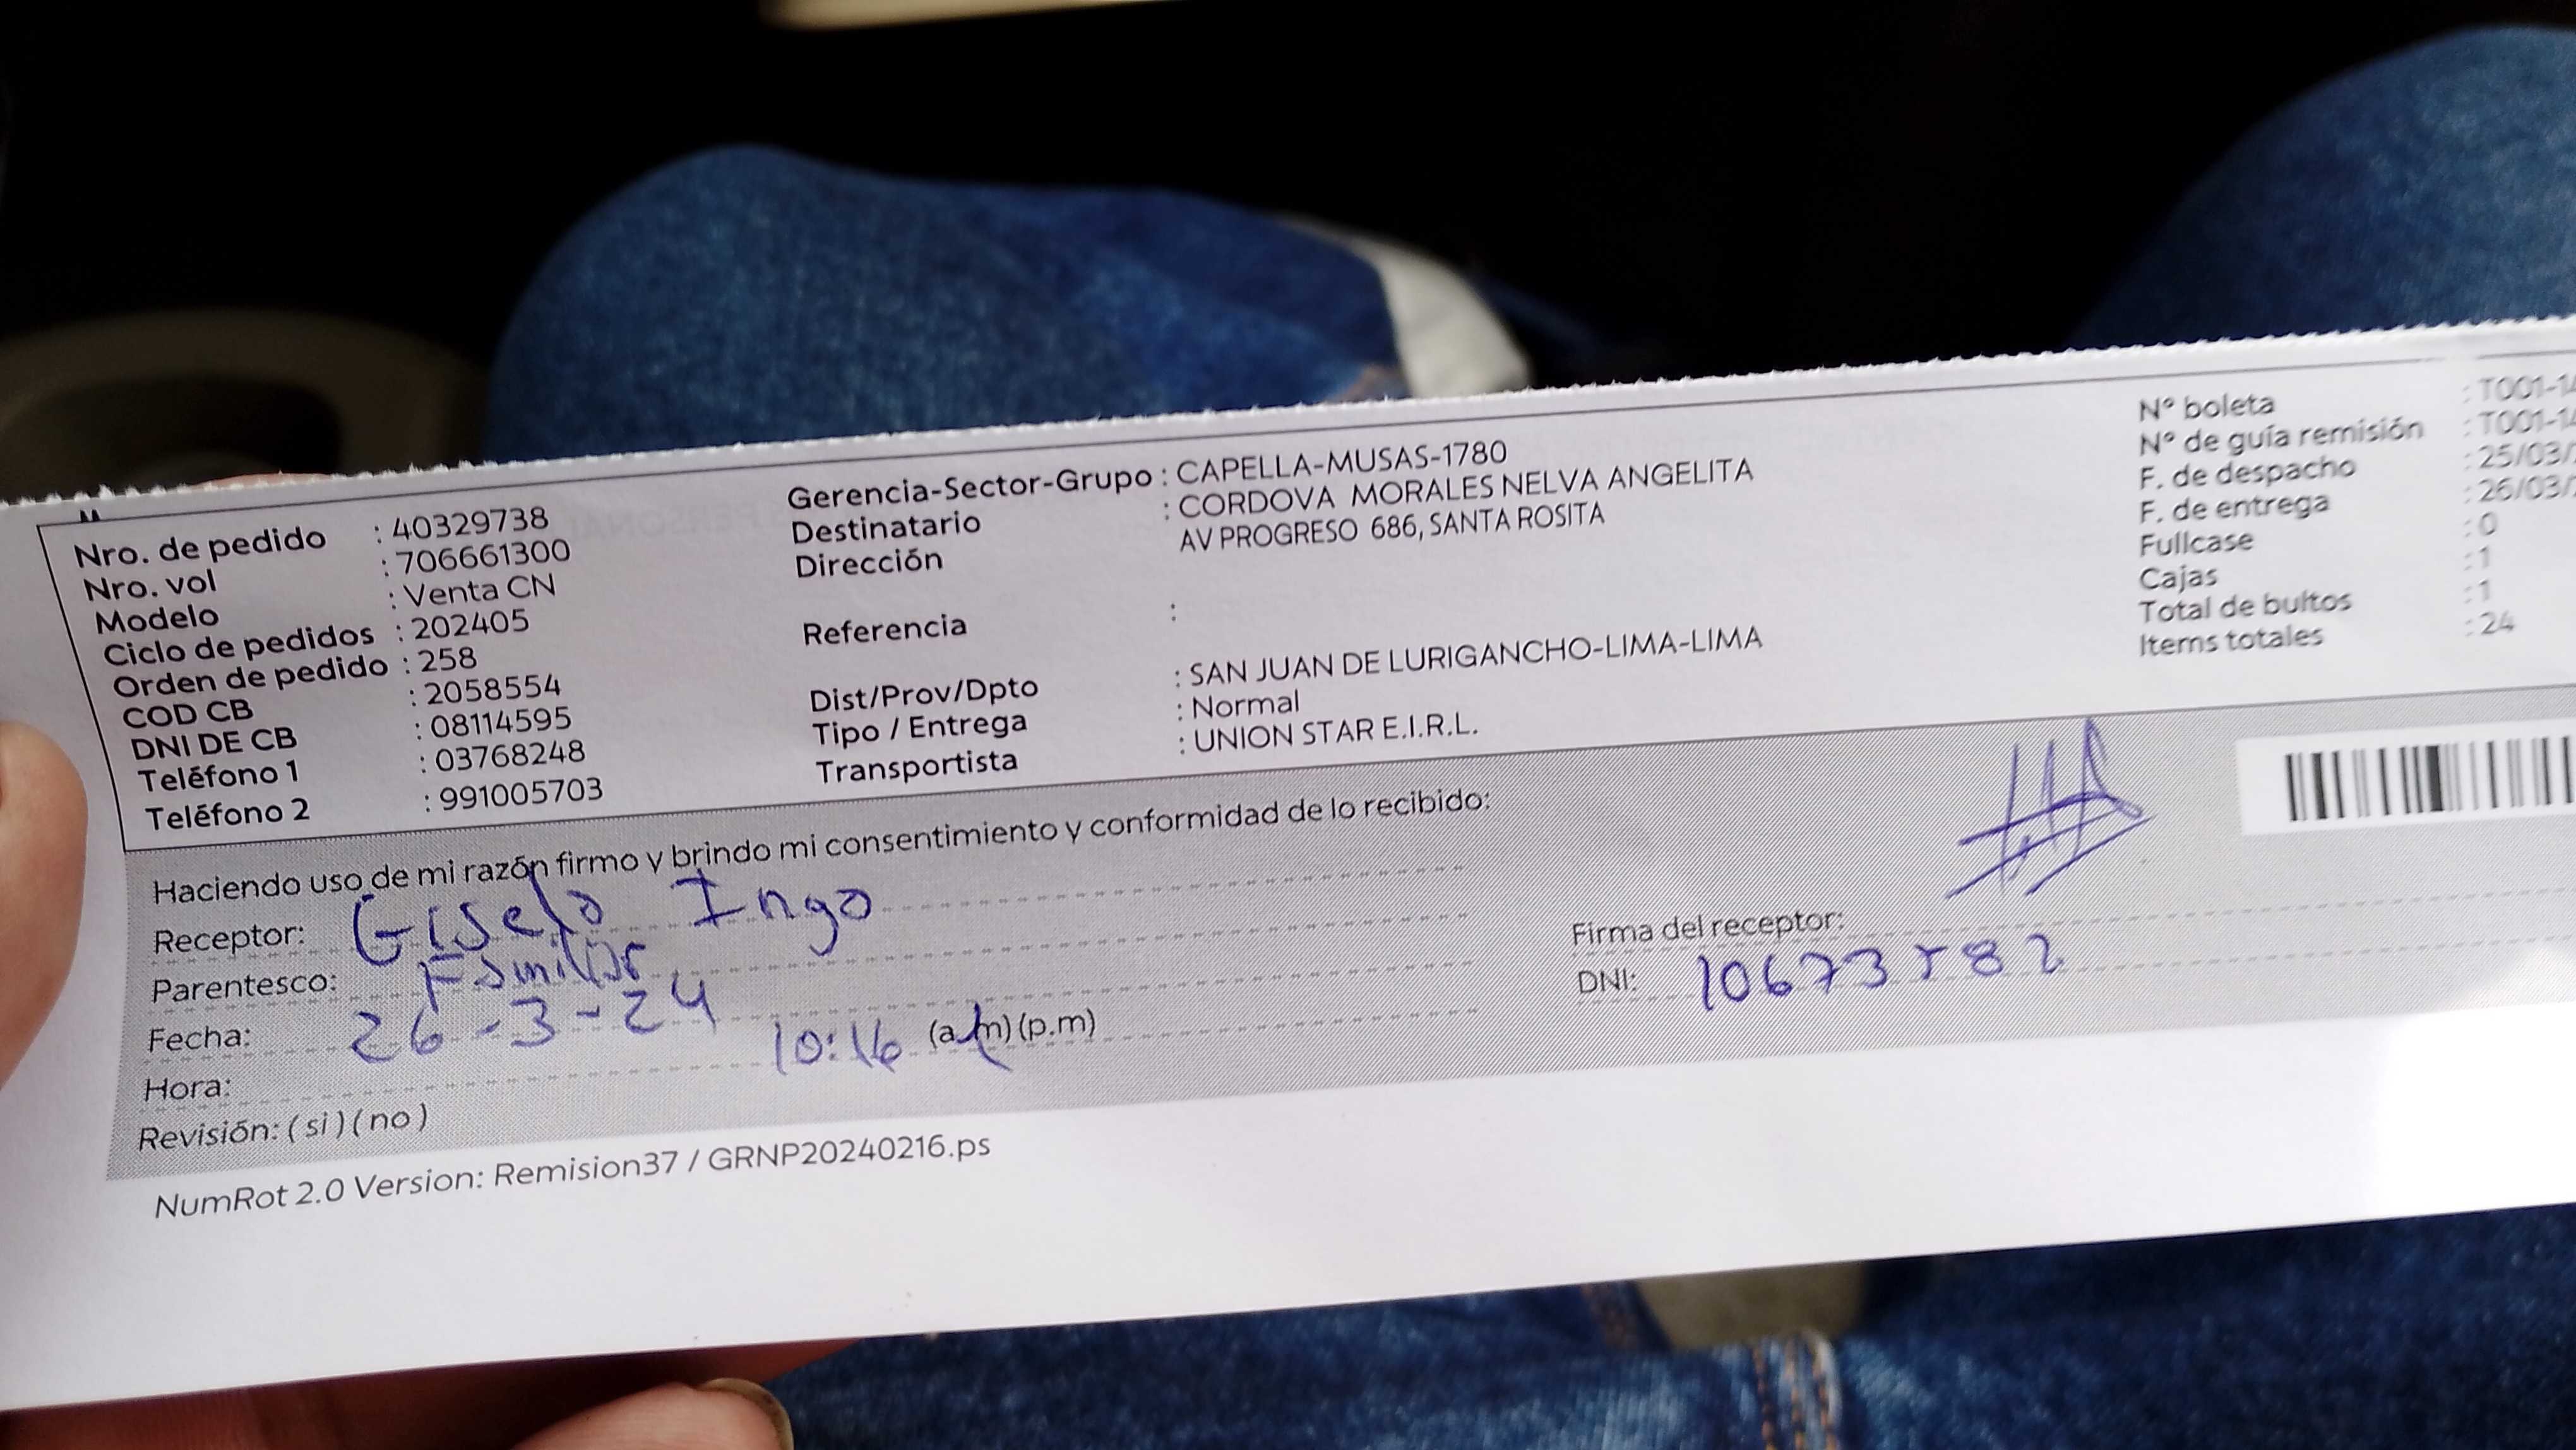 Nro. de pedido : 40329738
Nro. vol : 706661300
Modelo : Venta CN
Ciclo de pedidos : 202405
Orden de pedido : 258
COD CB : 2058554
DNI DE CB : 08114595
Teléfono 1 : 03768248
Teléfono 2 : 991005703
Gerencia-Sector-Grupo : CAPELLA-MUSAS-1780
Destinatario : CORDOVA MORALES NELVA ANGELITA
Dirección AV PROGRESO 686, SANTA ROSITA
Referencia :
Dist/Prov/Dpto : SAN JUAN DE LURIGANCHO-LIMA-LIMA
Tipo / Entrega : Normal
Transportista : UNION STAR E.I.R.L.
N° boleta : T001-14
N° de guía remisión : T001-14
F. de despacho : 25/03/
F. de entrega : 26/03/
Fullcase : 0
Cajas : 1
Total de bultos : 1
Items totales : 24
Haciendo uso de mi razón firmo y brindo mi consentimiento y conformidad de lo recibido:
Receptor: Gisela Ingo
Parentesco: Familiar
Fecha: 26-3-24
Hora: 10:16 (a.m) (p.m)
Revisión: ( si ) ( no )
Firma del receptor:
DNI: 10673582
NumRot 2.0 Version: Remision37 / GRNP20240216.ps